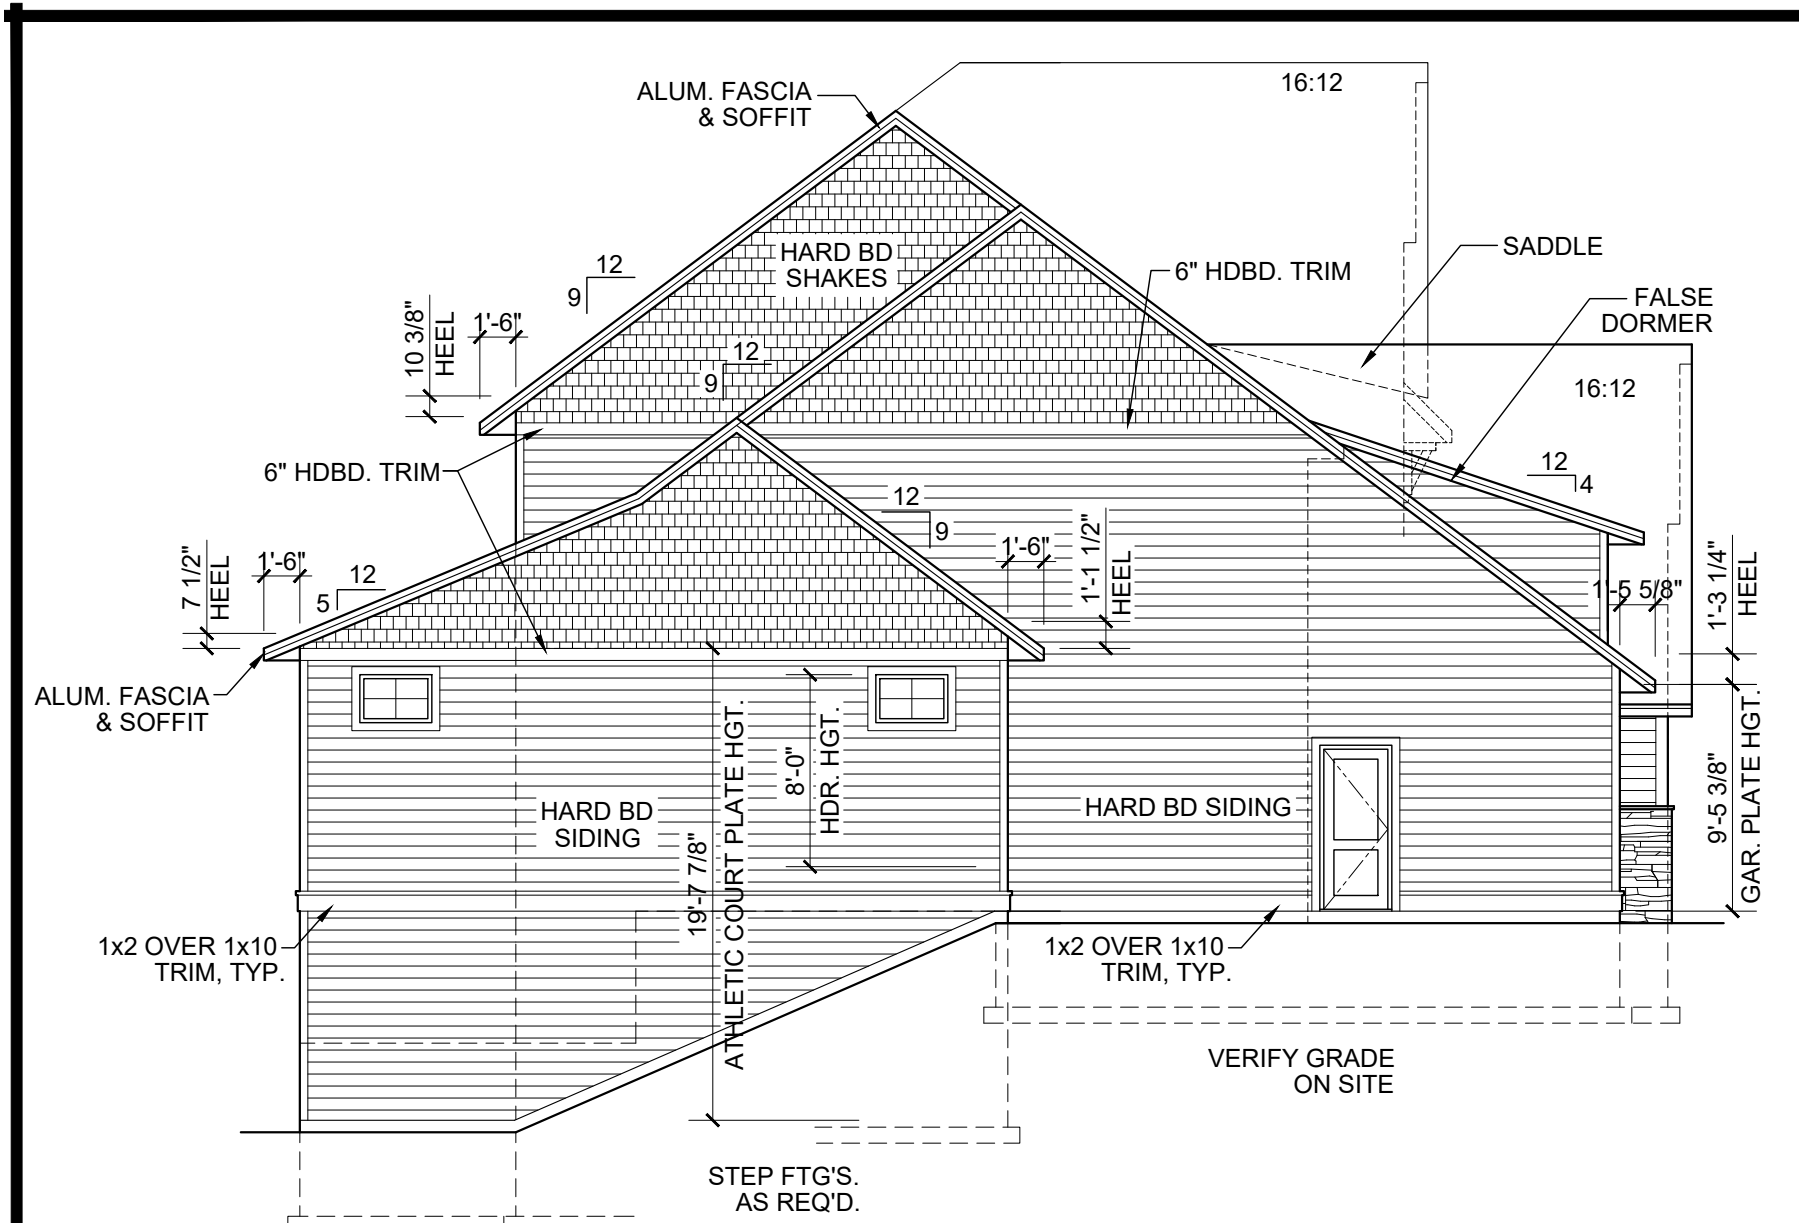 ALUM. FASCIA
& SOFFIT
16:12
HARD BD
SHAKES
12
9
SADDLE
6" HDBD. TRIM
FALSE
DORMER
10 3/8"
HEEL
1'-6"
12
9
16:12
6" HDBD. TRIM
12
4
12
9
1'-6"
1'-1 1/2"
HEEL
7 1/2"
HEEL
1'-6"
12
5
1'-5 5/8"
1'-3 1/4"
HEEL
ALUM. FASCIA
& SOFFIT
19'-7 7/8"
ATHLETIC COURT PLATE HGT.
8'-0"
HDR. HGT.
HARD BD
SIDING
HARD BD SIDING
9'-5 3/8"
GAR. PLATE HGT.
1x2 OVER 1x10
TRIM, TYP.
1x2 OVER 1x10
TRIM, TYP.
VERIFY GRADE
ON SITE
STEP FTG'S.
AS REQ'D.